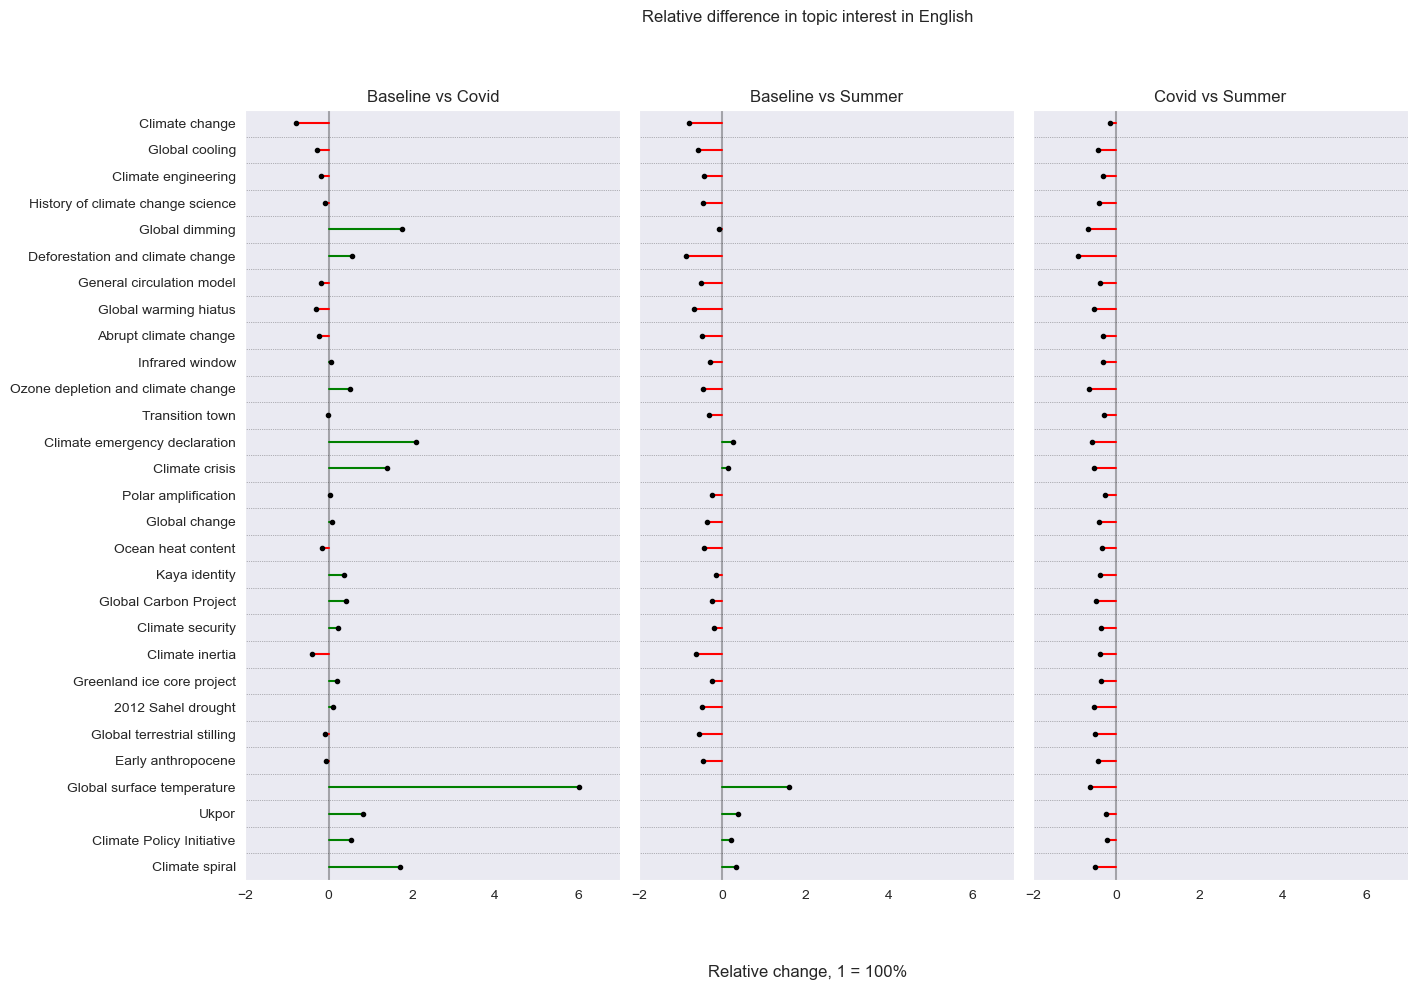 Relative difference in topic interest in English
Baseline vs Covid
Baseline vs Summer
Covid vs Summer
Climate change
Global cooling
Climate engineering
History of climate change science
Global dimming
Deforestation and climate change
General circulation model
Global warming hiatus
Abrupt climate change
Infrared window
Ozone depletion and climate change
Transition town
Climate emergency declaration
Climate crisis
Polar amplification
Global change
Ocean heat content
Kaya identity
Global Carbon Project
Climate security
Climate inertia
Greenland ice core project
2012 Sahel drought
Global terrestrial stilling
Early anthropocene
Global surface temperature
Ukpor
Climate Policy Initiative
Climate spiral
−2 0 2 4 6
−2 0 2 4 6
−2 0 2 4 6
Relative change, 1 = 100%